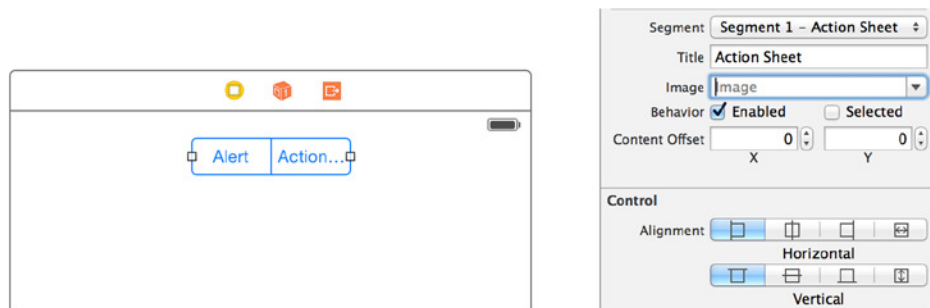 Alert Action...
Segment Segment 1 – Action Sheet
Title Action Sheet
Image Image
Behavior Enabled Selected
Content Offset 0 0
X Y
Control
Alignment
Horizontal
Vertical